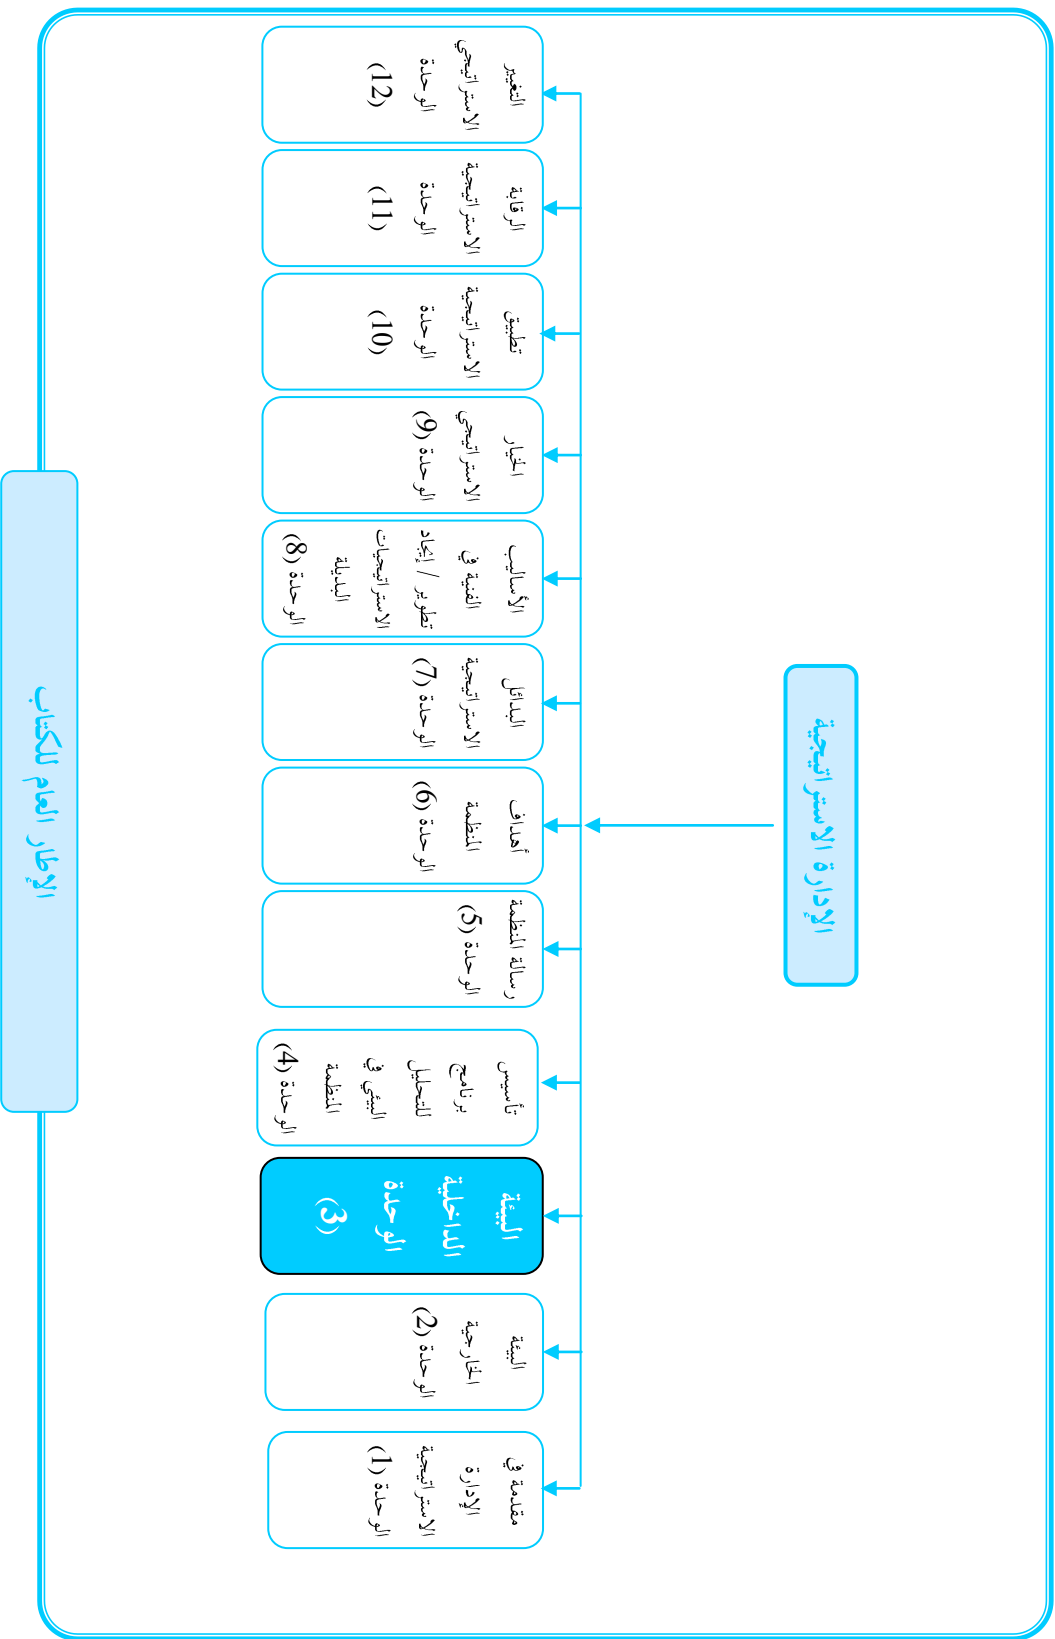 الإدارة الاستراتيجية
مقدمة في
الإدارة
الاستراتيجية
الوحدة (1)
البيئة
الخارجية
الوحدة (2)
البيئة
الداخلية
الوحدة
(3)
تأسيس
برنامج
للتحليل
البيئي في
المنظمة
الوحدة (4)
رسالة المنظمة
الوحدة (5)
أهداف
المنظمة
الوحدة (6)
البدائل
الاستراتيجية
الوحدة (7)
الأساليب
الفنية في
تطوير / إيجاد
الاستراتيجيات
البديلة
الوحدة (8)
الخيار
الاستراتيجي
الوحدة (9)
تطبيق
الاستراتيجية
الوحدة
(10)
الرقابة
الاستراتيجية
الوحدة
(11)
التغيير
الاستراتيجي
الوحدة
(12)
الإطار العام للكتاب